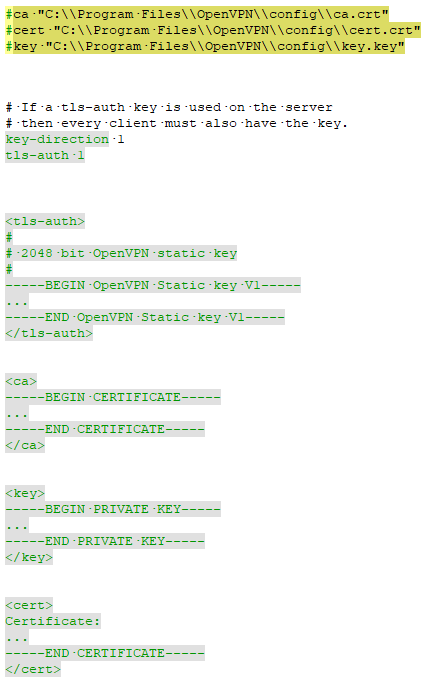 #ca·"C:\\Program·Files\\OpenVPN\\config\\ca.crt"
#cert·"C:\\Program·Files\\OpenVPN\\config\\cert.crt"
#key·"C:\\Program·Files\\OpenVPN\\config\\key.key"
#·If·a·tls-auth·key·is·used·on·the·server
#·then·every·client·must·also·have·the·key.
key-direction·1
tls-auth·1
<tls-auth>
#
#·2048·bit·OpenVPN·static·key
#
-----BEGIN·OpenVPN·Static·key·V1-----
...
-----END·OpenVPN·Static·key·V1-----
</tls-auth>
<ca>
-----BEGIN·CERTIFICATE-----
...
-----END·CERTIFICATE-----
</ca>
<key>
-----BEGIN·PRIVATE·KEY-----
...
-----END·PRIVATE·KEY-----
</key>
<cert>
Certificate:
...
-----END·CERTIFICATE-----
</cert>